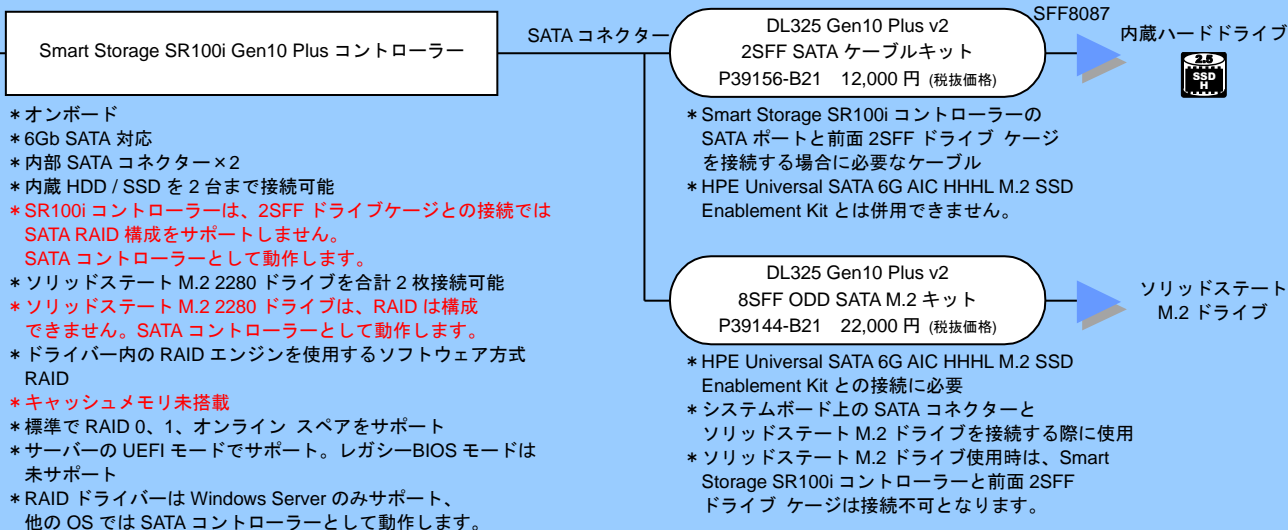 Smart Storage SR100i Gen10 Plus コントローラー
＊オンボード
＊6Gb SATA 対応
＊内部 SATA コネクター×2
＊内蔵 HDD / SSD を 2 台まで接続可能
＊SR100i コントローラーは、2SFF ドライブケージとの接続では
SATA RAID 構成をサポートしません。
SATA コントローラーとして動作します。
＊ソリッドステート M.2 2280 ドライブを合計 2 枚接続可能
＊ソリッドステート M.2 2280 ドライブは、RAID は構成
できません。SATA コントローラーとして動作します。
＊ドライバー内の RAID エンジンを使用するソフトウェア方式
RAID
＊キャッシュメモリ未搭載
＊標準で RAID 0、1、オンライン スペアをサポート
＊サーバーの UEFI モードでサポート。レガシーBIOS モードは
未サポート
＊RAID ドライバーは Windows Server のみサポート、
他の OS では SATA コントローラーとして動作します。
SATA コネクター
DL325 Gen10 Plus v2
2SFF SATA ケーブルキット
P39156-B21 12,000 円 (税抜価格)
SFF8087
内蔵ハードドライブ
2.5
SSD
H
＊Smart Storage SR100i コントローラーの
SATA ポートと前面 2SFF ドライブ ケージ
を接続する場合に必要なケーブル
＊HPE Universal SATA 6G AIC HHHL M.2 SSD
Enablement Kit とは併用できません。
DL325 Gen10 Plus v2
8SFF ODD SATA M.2 キット
P39144-B21 22,000 円 (税抜価格)
ソリッドステート
M.2 ドライブ
＊HPE Universal SATA 6G AIC HHHL M.2 SSD
Enablement Kit との接続に必要
＊システムボード上の SATA コネクターと
ソリッドステート M.2 ドライブを接続する際に使用
＊ソリッドステート M.2 ドライブ使用時は、Smart
Storage SR100i コントローラーと前面 2SFF
ドライブ ケージは接続不可となります。